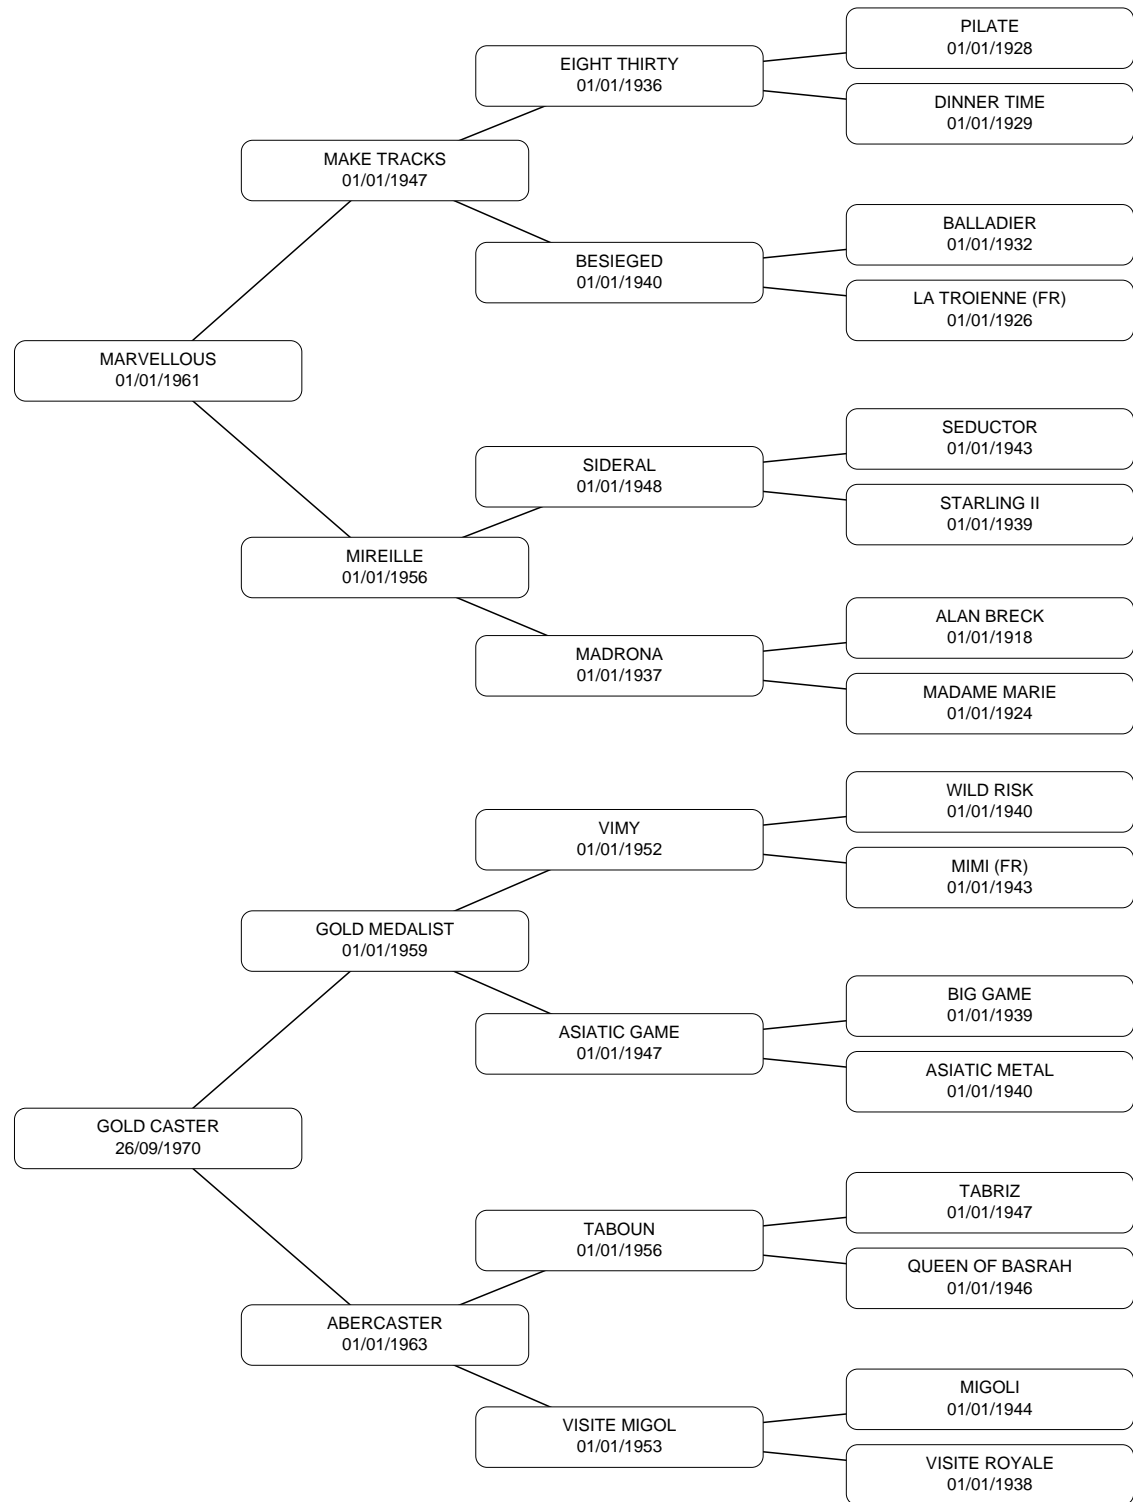 PILATE
01/01/1928
EIGHT THIRTY
01/01/1936
DINNER TIME
01/01/1929
MAKE TRACKS
01/01/1947
BALLADIER
01/01/1932
BESIEGED
01/01/1940
LA TROIENNE (FR)
01/01/1926
MARVELLOUS
01/01/1961
SEDUCTOR
01/01/1943
SIDERAL
01/01/1948
STARLING II
01/01/1939
MIREILLE
01/01/1956
ALAN BRECK
01/01/1918
MADRONA
01/01/1937
MADAME MARIE
01/01/1924
WILD RISK
01/01/1940
VIMY
01/01/1952
MIMI (FR)
01/01/1943
GOLD MEDALIST
01/01/1959
BIG GAME
01/01/1939
ASIATIC GAME
01/01/1947
ASIATIC METAL
01/01/1940
GOLD CASTER
26/09/1970
TABRIZ
01/01/1947
TABOUN
01/01/1956
QUEEN OF BASRAH
01/01/1946
ABERCASTER
01/01/1963
MIGOLI
01/01/1944
VISITE MIGOL
01/01/1953
VISITE ROYALE
01/01/1938